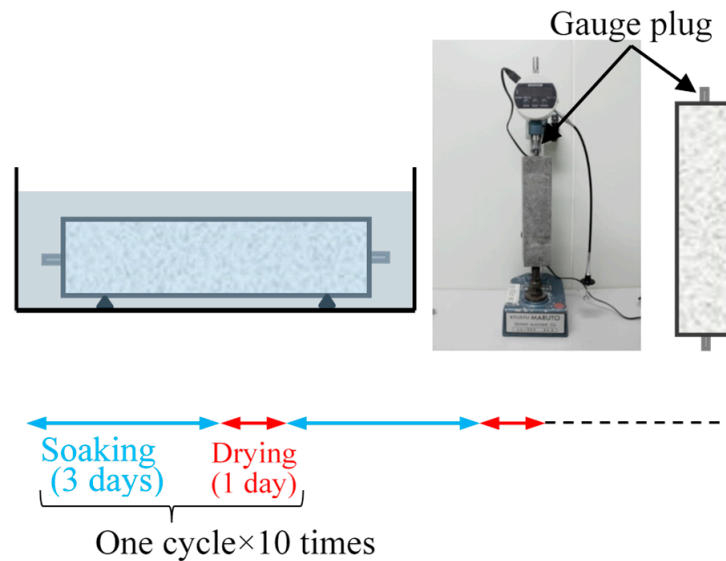 Gauge plug
MARUTO
Soaking
(3 days)
Drying
(1 day)
One cycle×10 times